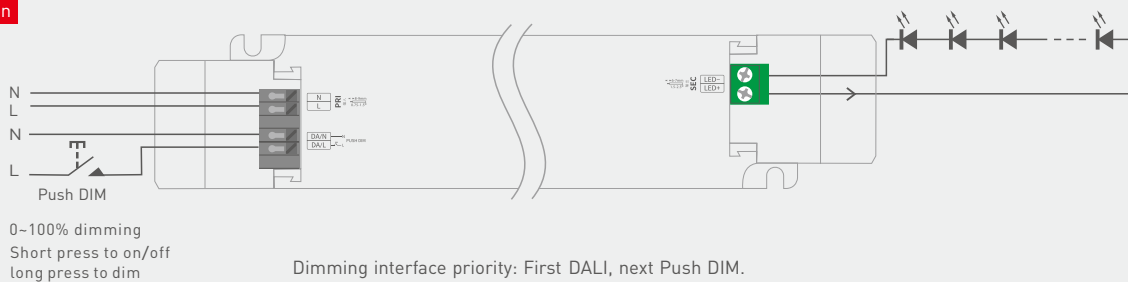 n
N
L
N
L
Push DIM
0~100% dimming
Short press to on/off
long press to dim
N
L
PRI
DA/N
DA/L
N
L
PUSH DIM
SEC
LED-
LED+
Dimming interface priority: First DALI, next Push DIM.